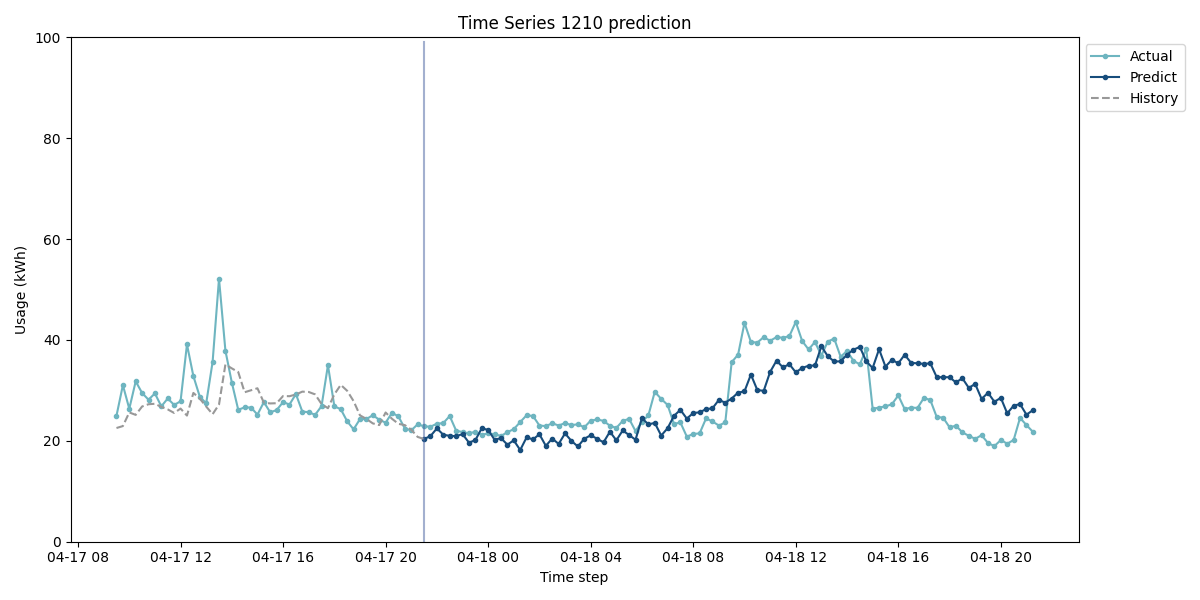 Time Series 1210 prediction
Actual
Predict
History
Usage (kWh)
100
80
60
40
20
0
04-17 08 04-17 12 04-17 16 04-17 20 04-18 00 04-18 04 04-18 08 04-18 12 04-18 16 04-18 20
Time step